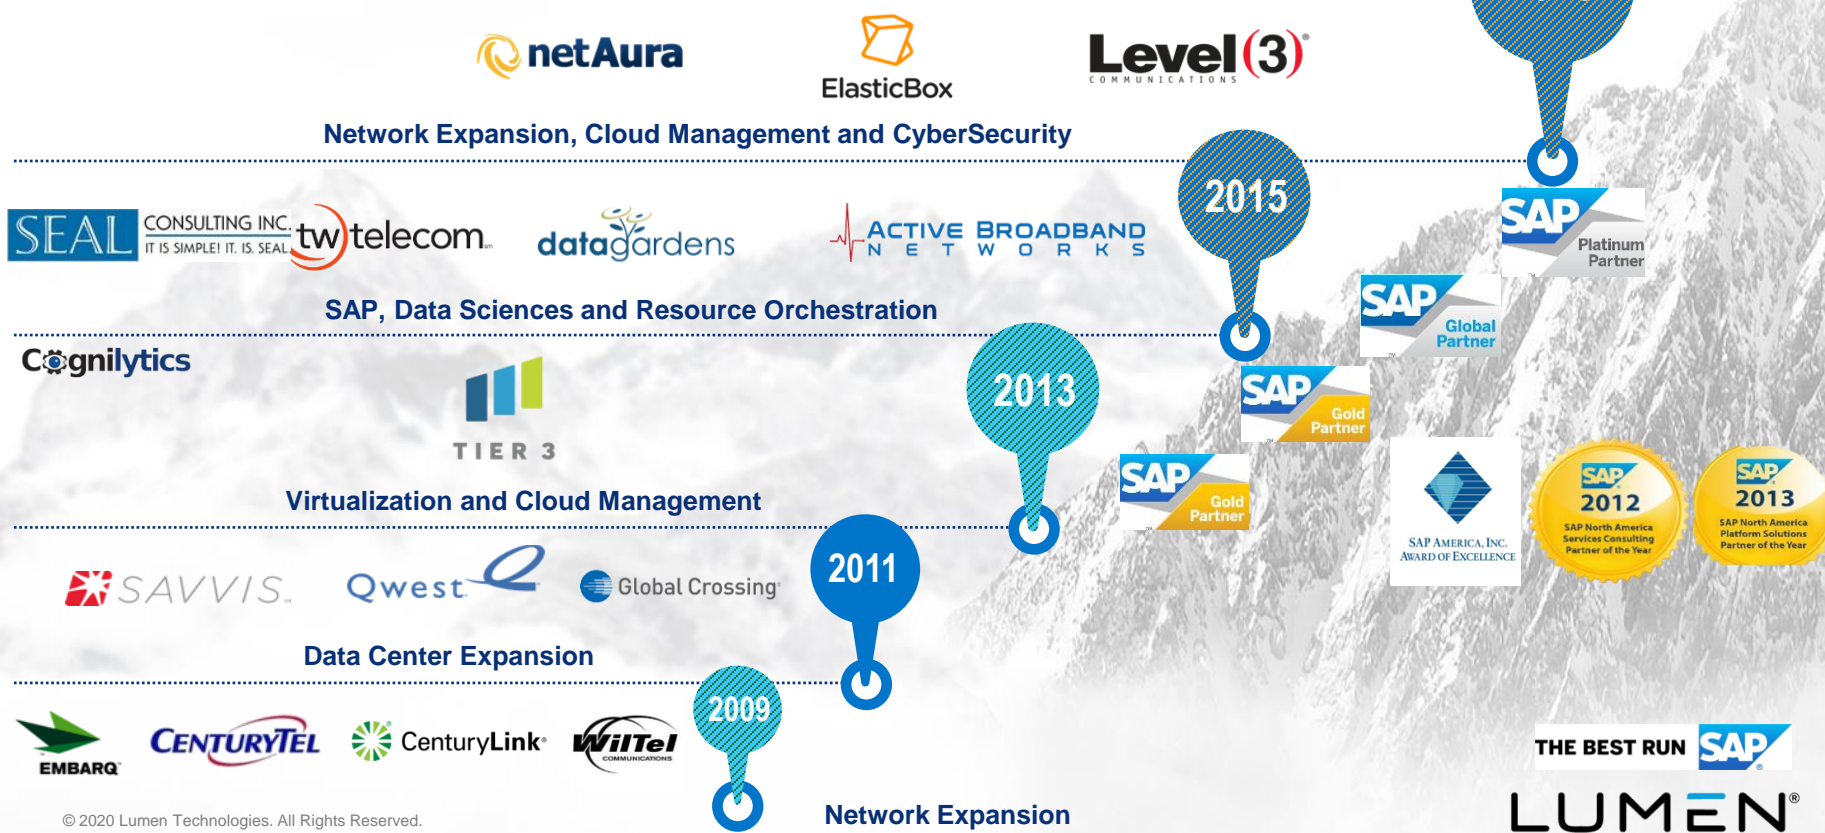 netAura
ElasticBox
Level(3)®
COMMUNICATIONS
Network Expansion, Cloud Management and CyberSecurity
SEAL CONSULTING INC.
IT IS SIMPLE! IT. IS. SEAL
tw telecom
datagardens
ACTIVE BROADBAND
NETWORKS
2015
SAP
Platinum
Partner
SAP, Data Sciences and Resource Orchestration
SAP
Global
Partner
Cognilytics
TIER 3
2013
SAP
Gold
Partner
Virtualization and Cloud Management
SAP
Gold
Partner
SAP AMERICA, INC.
AWARD OF EXCELLENCE
SAP
2012
SAP North America
Services Consulting
Partner of the Year
SAP
2013
SAP North America
Platform Solutions
Partner of the Year
SAVVIS
Qwest
Global Crossing
2011
Data Center Expansion
EMBARQ
CENTURYTEL
CenturyLink®
WilTel
COMMUNICATIONS
2009
THE BEST RUN SAP®
Network Expansion
LUMEN®
© 2020 Lumen Technologies. All Rights Reserved.